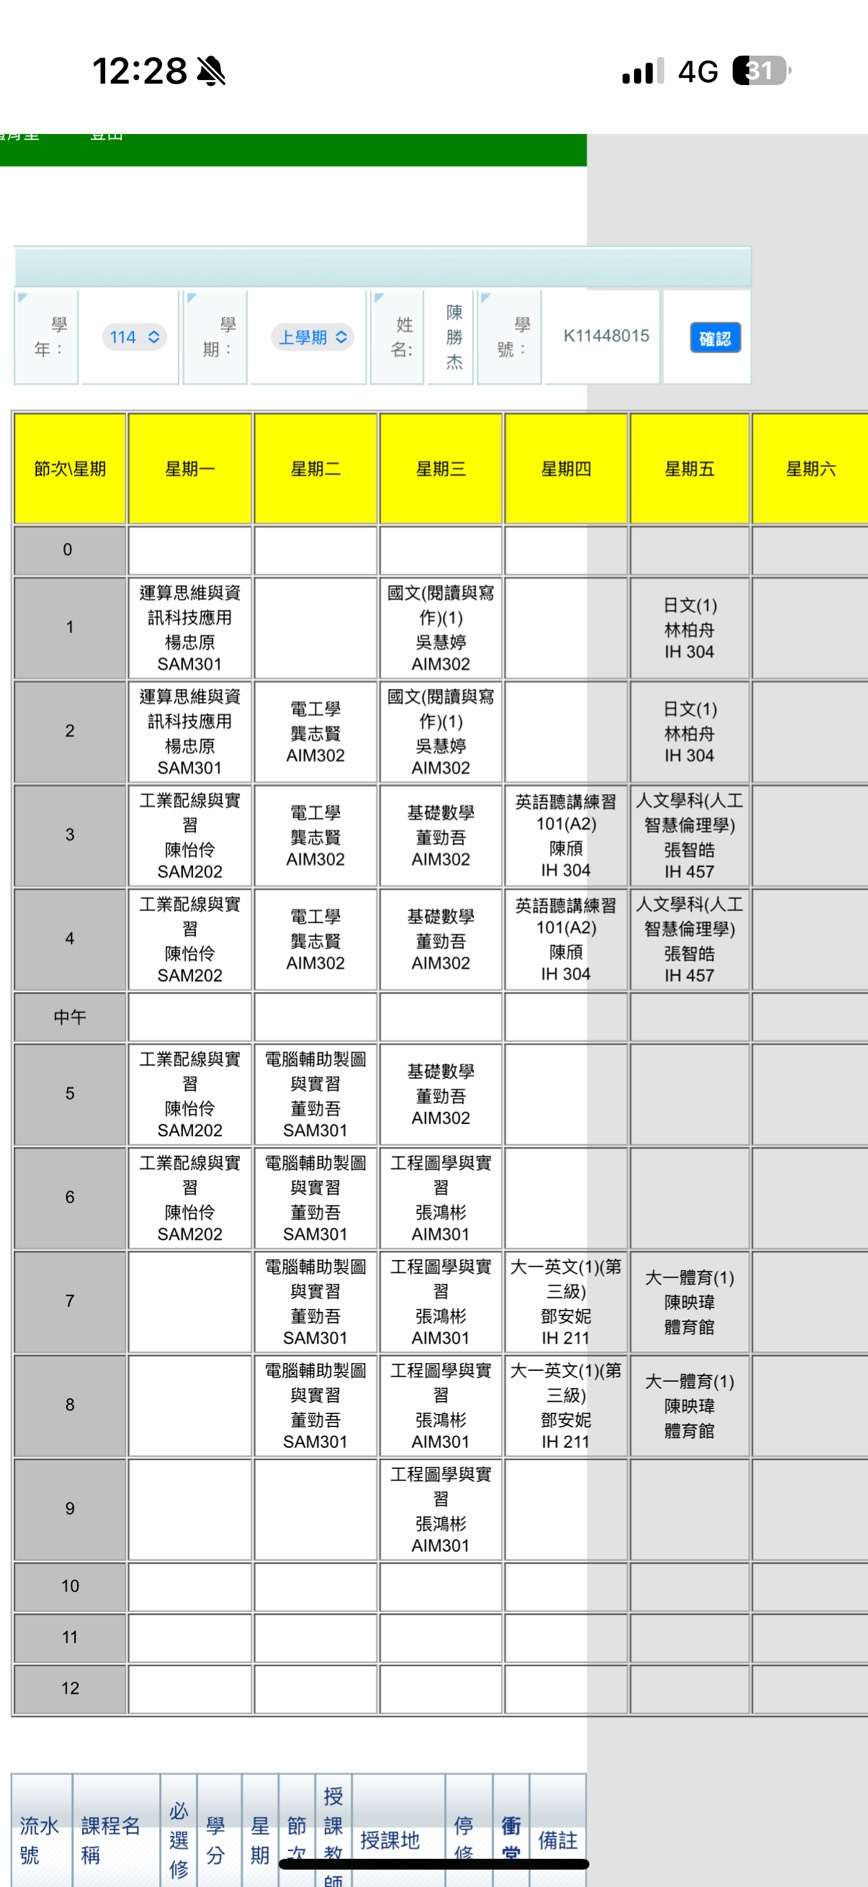 12:28
4G
31
登出
學年：
114
學期：
上學期
姓名:
陳勝杰
學號：
K11448015
確認
節次\星期 星期一 星期二 星期三 星期四 星期五 星期六
0
1
運算思維與資
訊科技應用
楊忠原
SAM301
國文(閱讀與寫
作)(1)
吳慧婷
AIM302
日文(1)
林柏舟
IH 304
2
運算思維與資
訊科技應用
楊忠原
SAM301
電工學
龔志賢
AIM302
國文(閱讀與寫
作)(1)
吳慧婷
AIM302
日文(1)
林柏舟
IH 304
3
工業配線與實
習
陳怡伶
SAM202
電工學
龔志賢
AIM302
基礎數學
董勁吾
AIM302
英語聽講練習
101(A2)
陳頎
IH 304
人文學科(人工
智慧倫理學)
張智皓
IH 457
4
工業配線與實
習
陳怡伶
SAM202
電工學
龔志賢
AIM302
基礎數學
董勁吾
AIM302
英語聽講練習
101(A2)
陳頎
IH 304
人文學科(人工
智慧倫理學)
張智皓
IH 457
中午
5
工業配線與實
習
陳怡伶
SAM202
電腦輔助製圖
與實習
董勁吾
SAM301
基礎數學
董勁吾
AIM302
6
工業配線與實
習
陳怡伶
SAM202
電腦輔助製圖
與實習
董勁吾
SAM301
工程圖學與實
習
張鴻彬
AIM301
7
電腦輔助製圖
與實習
董勁吾
SAM301
工程圖學與實
習
張鴻彬
AIM301
大一英文(1)(第
三級)
鄧安妮
IH 211
大一體育(1)
陳映瑋
體育館
8
電腦輔助製圖
與實習
董勁吾
SAM301
工程圖學與實
習
張鴻彬
AIM301
大一英文(1)(第
三級)
鄧安妮
IH 211
大一體育(1)
陳映瑋
體育館
9
工程圖學與實
習
張鴻彬
AIM301
10
11
12
流水號
課程名稱
必選修
學分
星期
節次
授課教師
授課地
停修
衝堂
備註